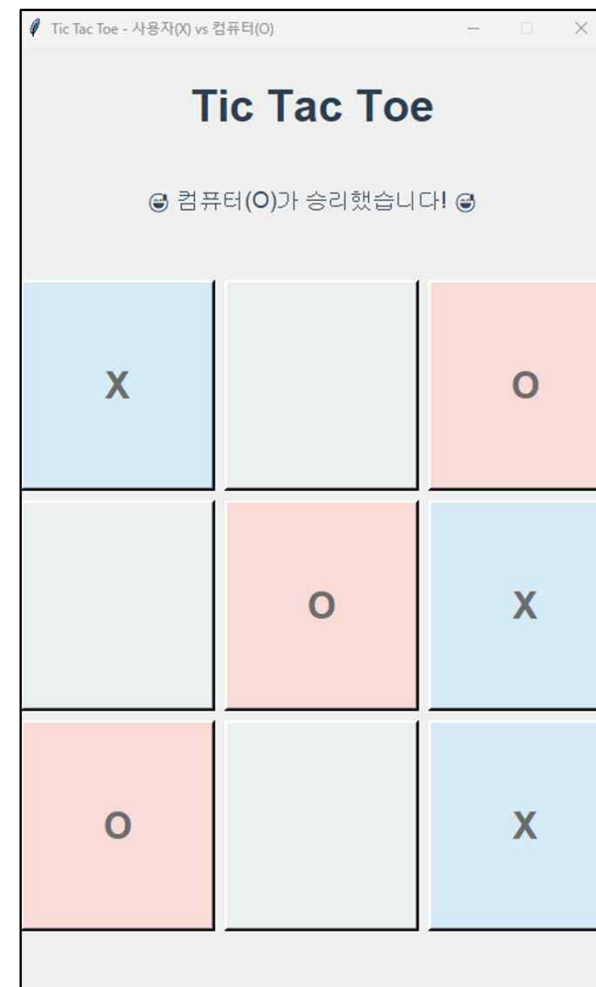 Tic Tac Toe - 사용자(X) vs 컴퓨터(O)
Tic Tac Toe
😅 컴퓨터(O)가 승리했습니다! 😅
X O
O X
O X